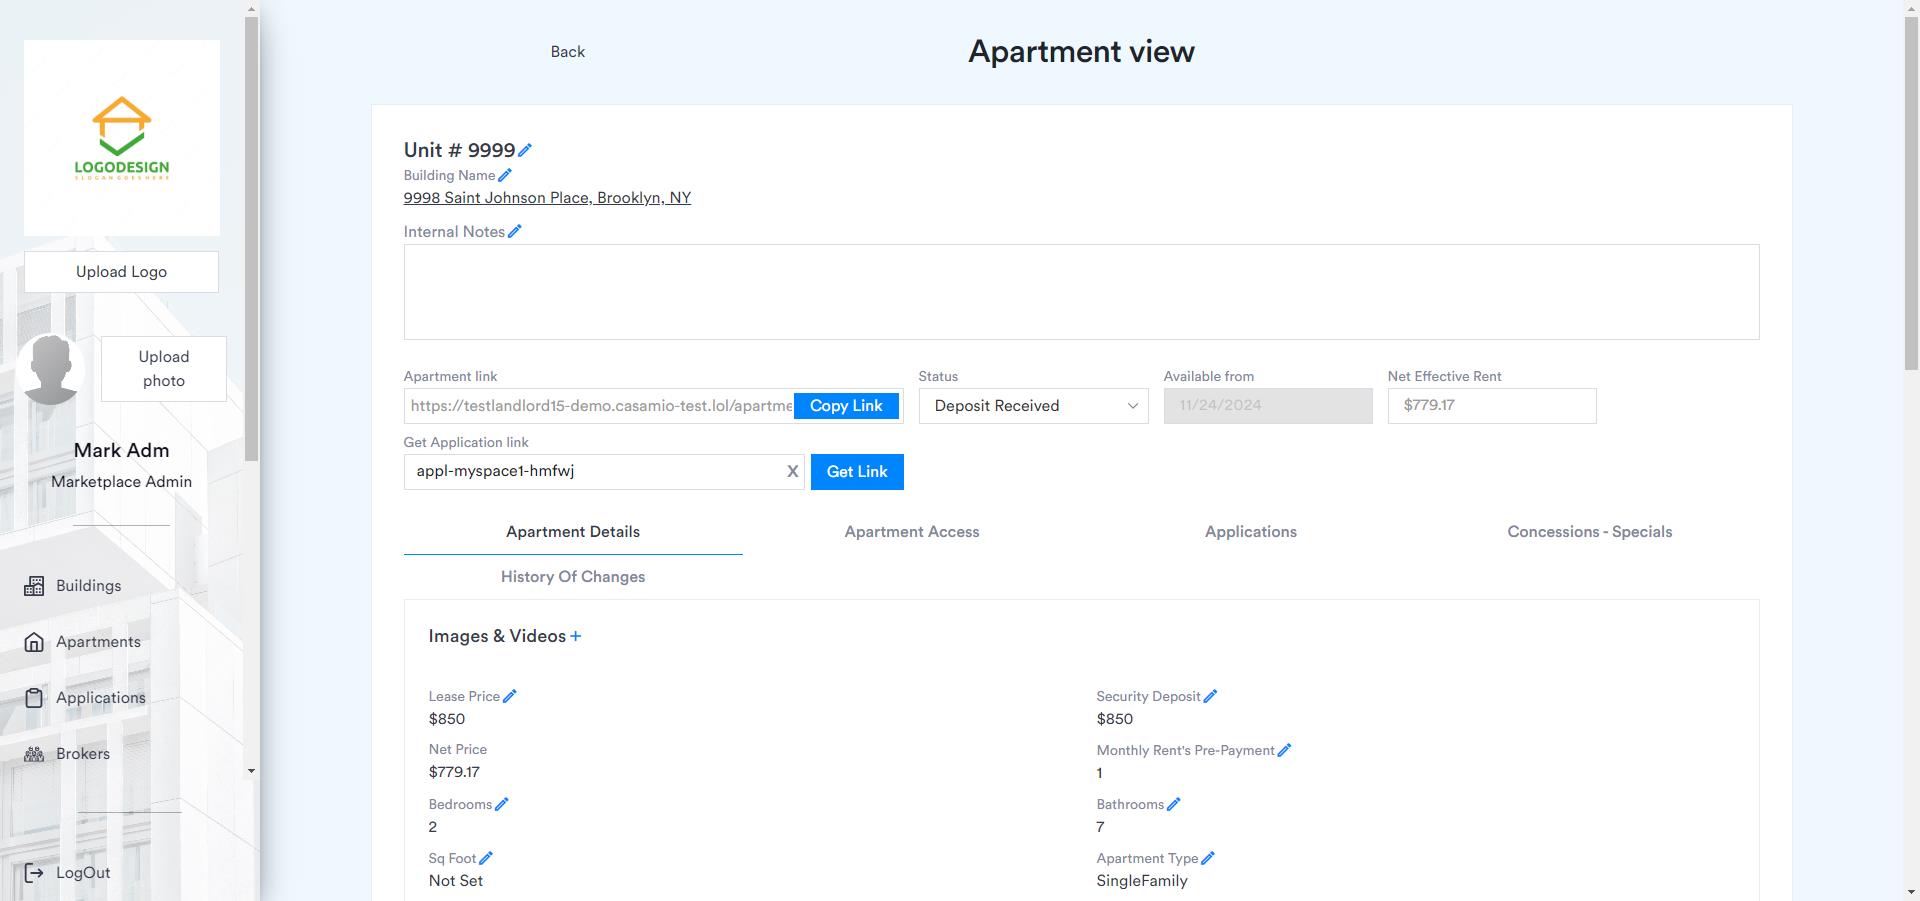 LOGODESIGN
SLOGAN GOES HERE
Upload Logo
Upload
photo
Mark Adm
Marketplace Admin
Buildings
Apartments
Applications
Brokers
LogOut
Back
Apartment view
Unit # 9999
Building Name
9998 Saint Johnson Place, Brooklyn, NY
Internal Notes
Apartment link
https://testlandlord15-demo.casamio-test.lol/apartme
Copy Link
Status
Deposit Received
Available from
11/24/2024
Net Effective Rent
$779.17
Get Application link
appl-myspace1-hmfwj
X
Get Link
Apartment Details
Apartment Access
Applications
Concessions - Specials
History Of Changes
Images & Videos +
Lease Price
$850
Security Deposit
$850
Net Price
$779.17
Monthly Rent's Pre-Payment
1
Bedrooms
2
Bathrooms
7
Sq Foot
Not Set
Apartment Type
SingleFamily